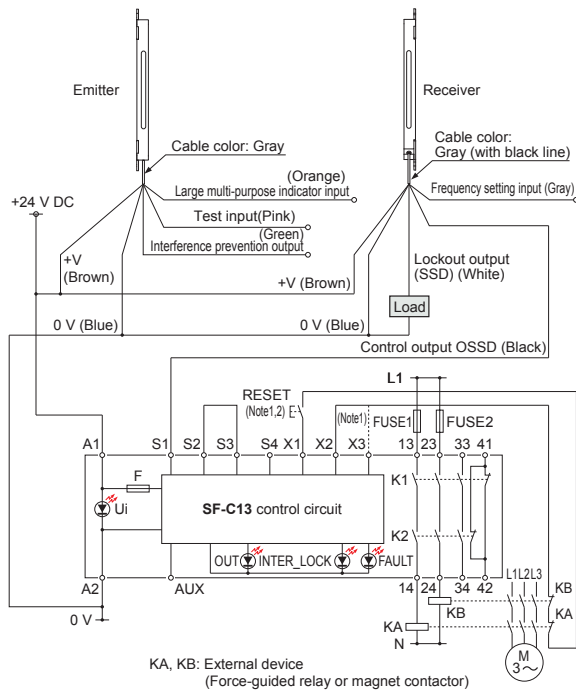 Emitter
Receiver
Cable color: Gray
Cable color:
Gray (with black line)
(Orange)
Large multi-purpose indicator input
Frequency setting input (Gray)
+24 V DC
Test input(Pink)
(Green)
Interference prevention output
+V
(Brown)
+V (Brown)
Lockout output
(SSD) (White)
Load
0 V (Blue)
0 V (Blue)
Control output OSSD (Black)
L1
RESET
(Note1,2)
(Note1)
FUSE1
FUSE2
A1
S1
S2
S3
S4
X1
X2
X3
13
23
33
41
F
K1
Ui
SF-C13 control circuit
K2
OUT
INTER_LOCK
FAULT
A2
AUX
14
24
34
42
L1
L2
L3
KB
KB
KA
KA
0 V
N
M
3~
KA, KB: External device
(Force-guided relay or magnet contactor)